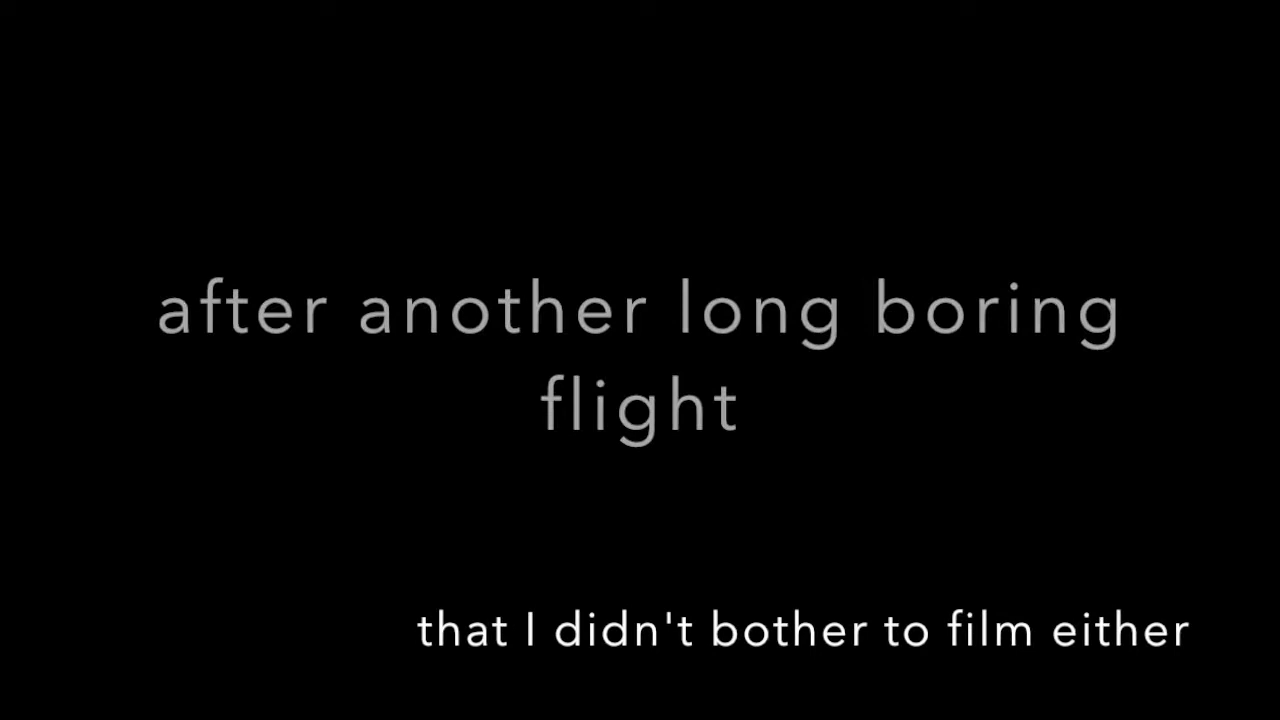 after another long boring
flight
that I didn't bother to film either